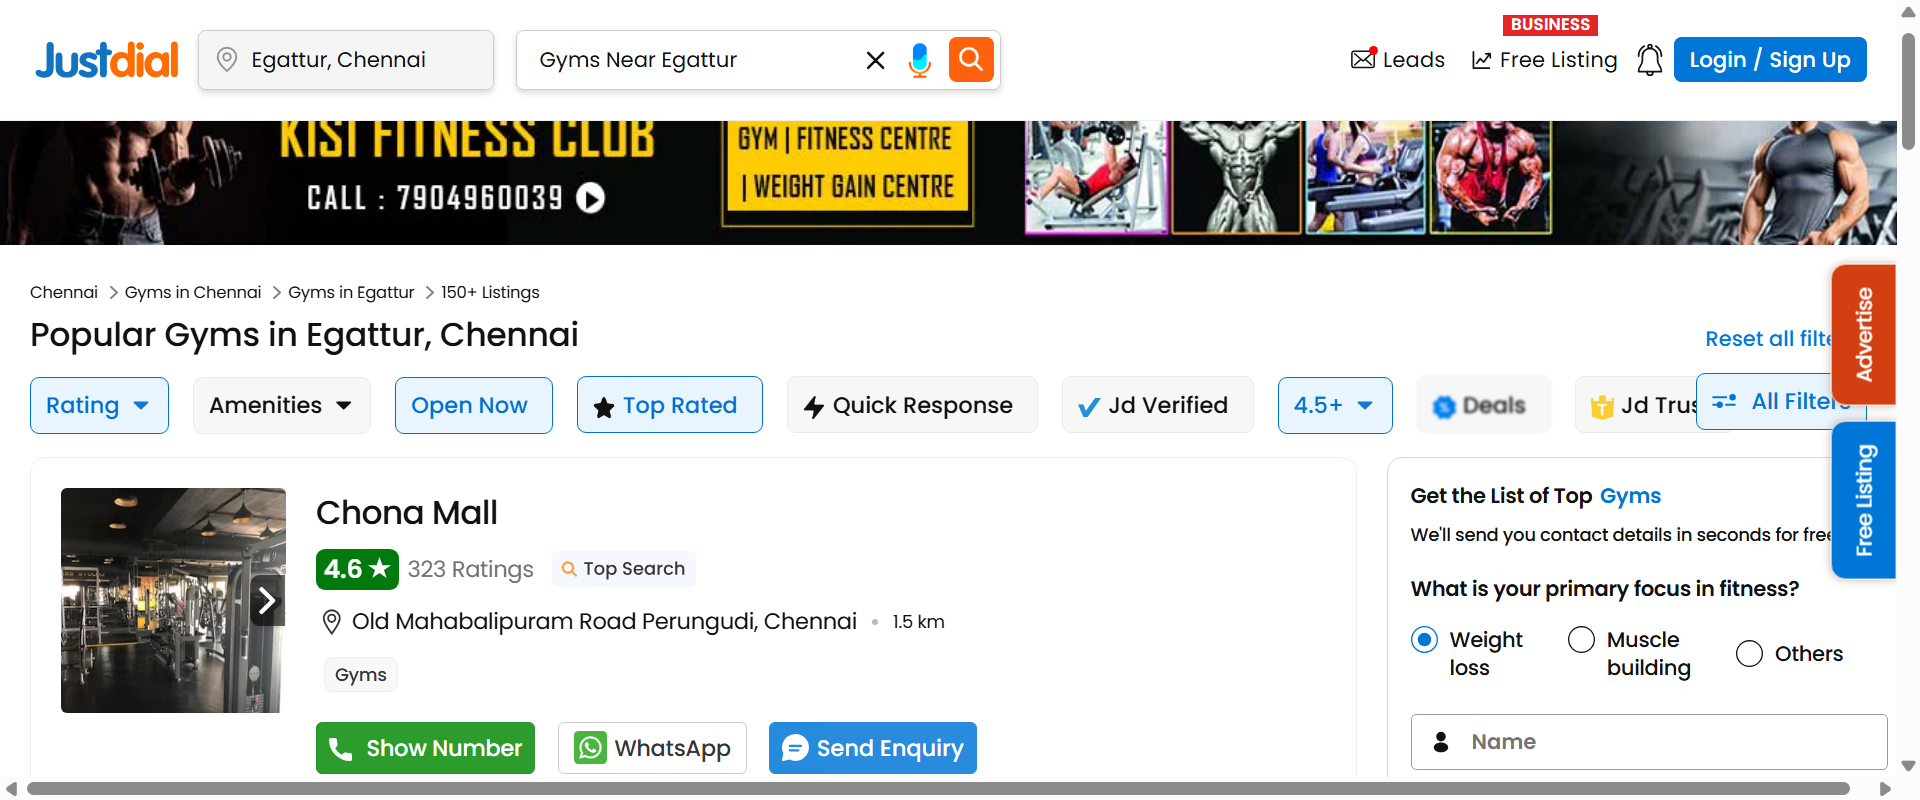 Justdial
Egattur, Chennai
Gyms Near Egattur
Leads
BUSINESS
Free Listing
Login / Sign Up
KISI FITNESS CLUB
CALL : 7904960039
GYM | FITNESS CENTRE
| WEIGHT GAIN CENTRE
Chennai > Gyms in Chennai > Gyms in Egattur > 150+ Listings
Popular Gyms in Egattur, Chennai
Reset all filte
Advertise
Rating
Amenities
Open Now
Top Rated
Quick Response
Jd Verified
4.5+
Deals
Jd Trus
All Filters
Free Listing
Chona Mall
4.6 ★ 323 Ratings
Top Search
Old Mahabalipuram Road Perungudi, Chennai • 1.5 km
Gyms
Show Number
WhatsApp
Send Enquiry
Get the List of Top Gyms
We'll send you contact details in seconds for free
What is your primary focus in fitness?
Weight loss
Muscle building
Others
Name